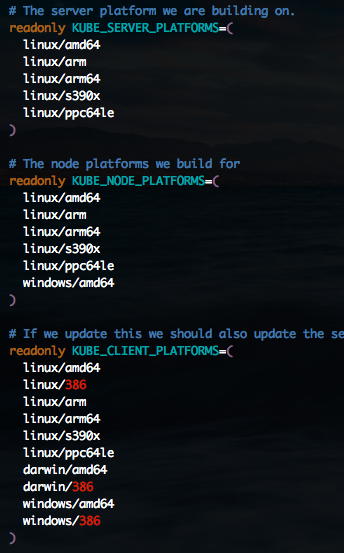 # The server platform we are building on.
readonly KUBE_SERVER_PLATFORMS=(
  linux/amd64
  linux/arm
  linux/arm64
  linux/s390x
  linux/ppc64le
)
# The node platforms we build for
readonly KUBE_NODE_PLATFORMS=(
  linux/amd64
  linux/arm
  linux/arm64
  linux/s390x
  linux/ppc64le
  windows/amd64
)
# If we update this we should also update the se
readonly KUBE_CLIENT_PLATFORMS=(
  linux/amd64
  linux/386
  linux/arm
  linux/arm64
  linux/s390x
  linux/ppc64le
  darwin/amd64
  darwin/386
  windows/amd64
  windows/386
)